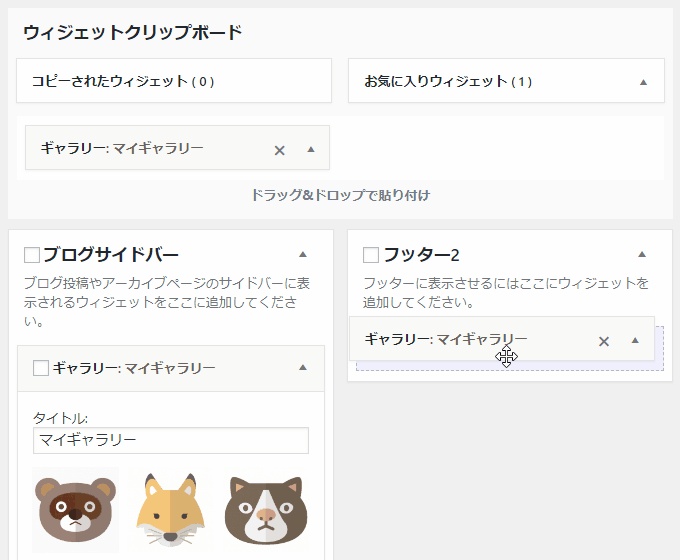 ウィジェットクリップボード
コピーされたウィジェット ( 0 )
お気に入りウィジェット ( 1 )
ギャラリー: マイギャラリー
ドラッグ&ドロップで貼り付け
ブログサイドバー
ブログ投稿やアーカイブページのサイドバーに表
示されるウィジェットをここに追加してくださ
い。
ギャラリー: マイギャラリー
タイトル:
マイギャラリー
フッター2
フッターに表示させるにはここにウィジェットを
追加してください。
ギャラリー: マイギャラリー